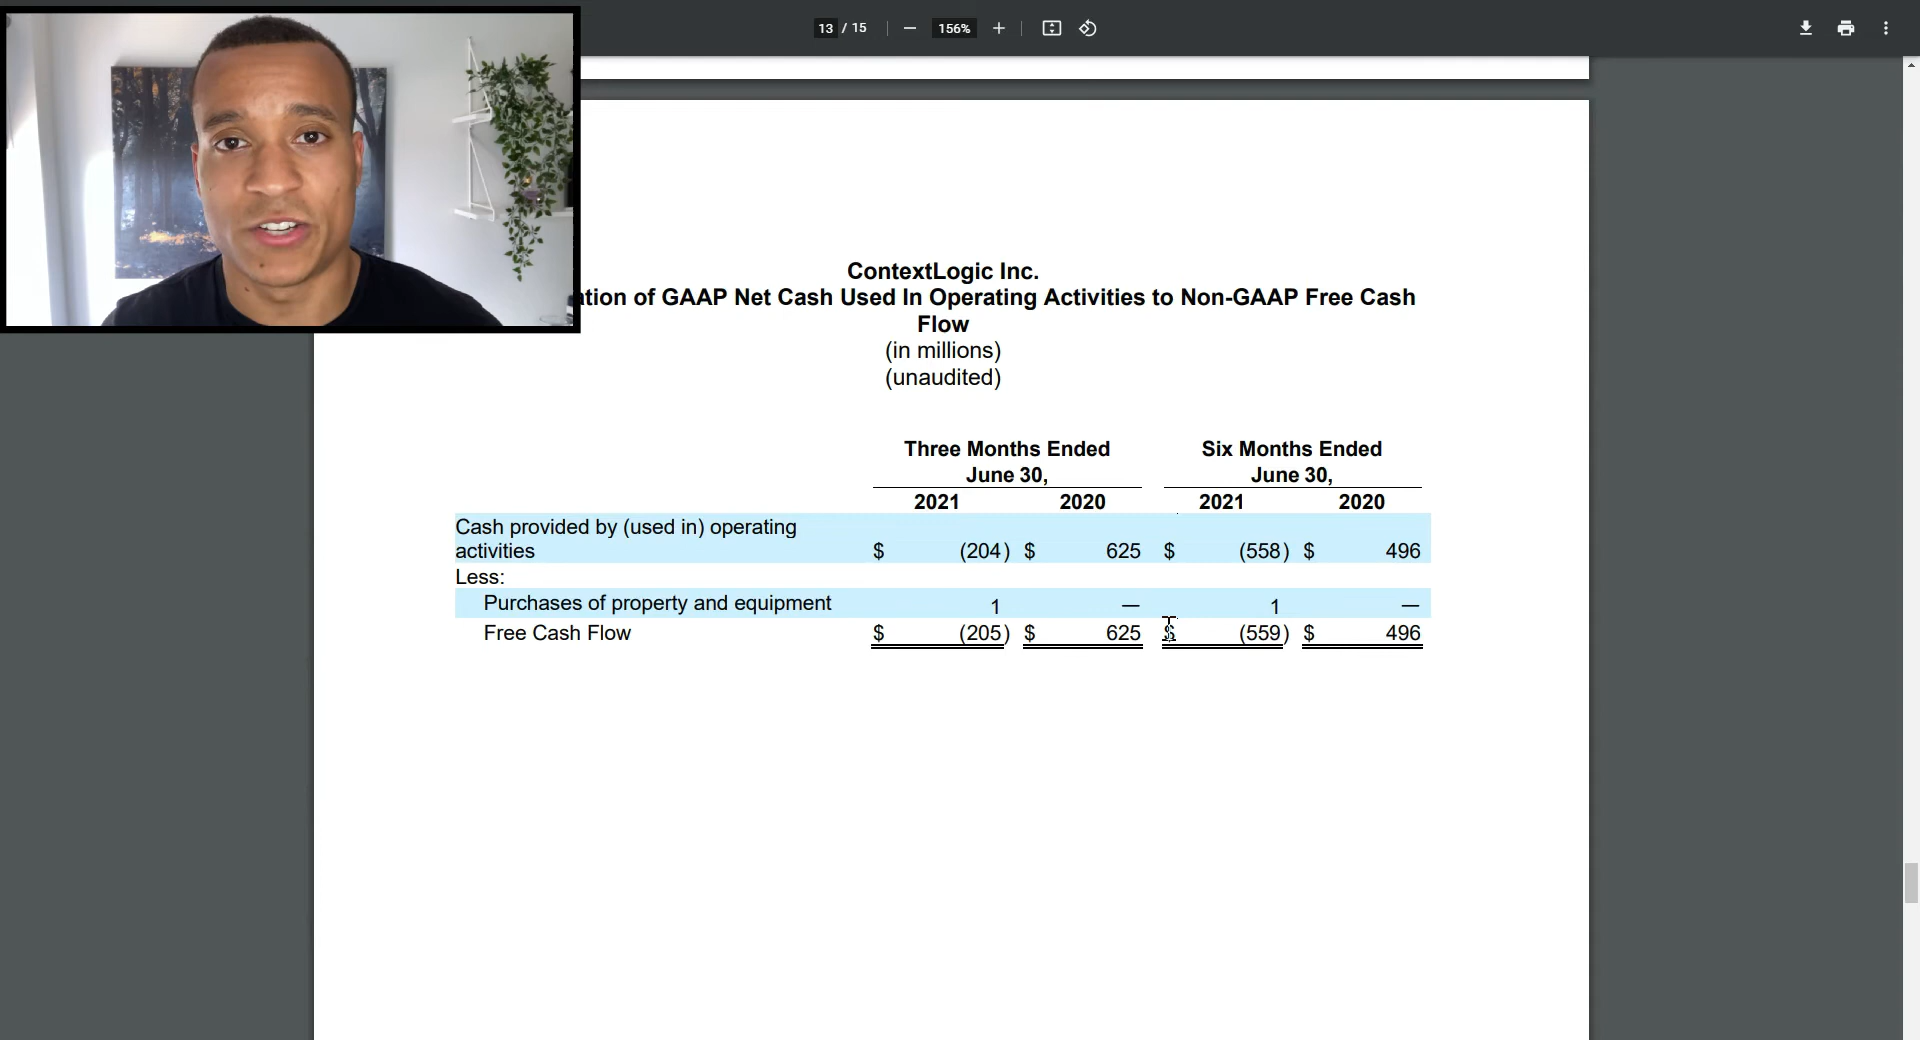 13 / 15
156%
ContextLogic Inc.
of GAAP Net Cash Used In Operating Activities to Non-GAAP Free Cash
Flow
(in millions)
(unaudited)
Three Months Ended Six Months Ended
June 30, June 30,
2021 2020 2021 2020
Cash provided by (used in) operating
activities $ (204) $ 625 $ (558) $ 496
Less:
Purchases of property and equipment 1 — 1 —
Free Cash Flow $ (205) $ 625 $ (559) $ 496